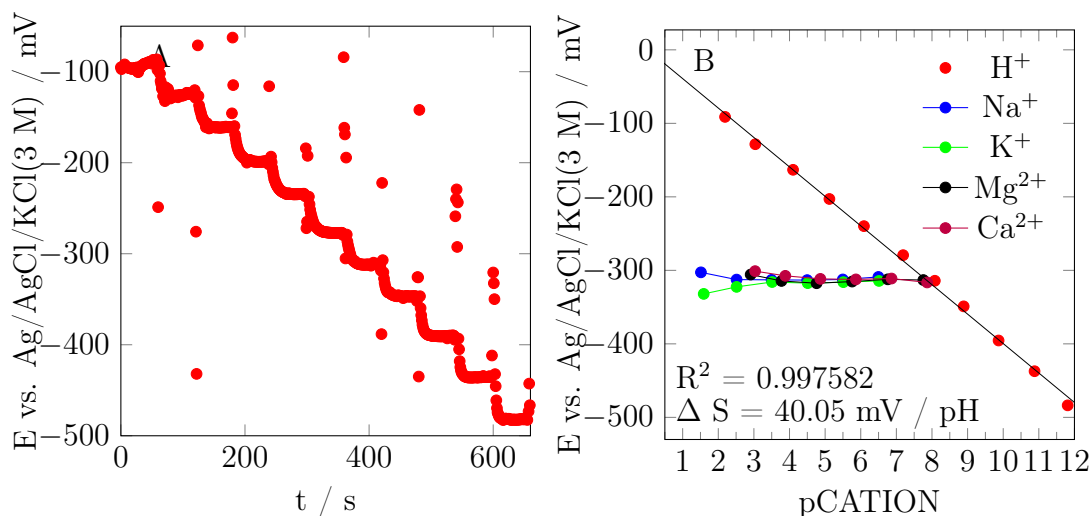 E vs. Ag/AgCl/KCl(3 M) / mV
A
−100
−200
−300
−400
−500
0 200 400 600
t / s
E vs. Ag/AgCl/KCl(3 M) / mV
B
H⁺
Na⁺
K⁺
Mg²⁺
Ca²⁺
0
−100
−200
−300
−400
−500
R² = 0.997582
Δ S = 40.05 mV / pH
1 2 3 4 5 6 7 8 9 10 11 12
pCATION